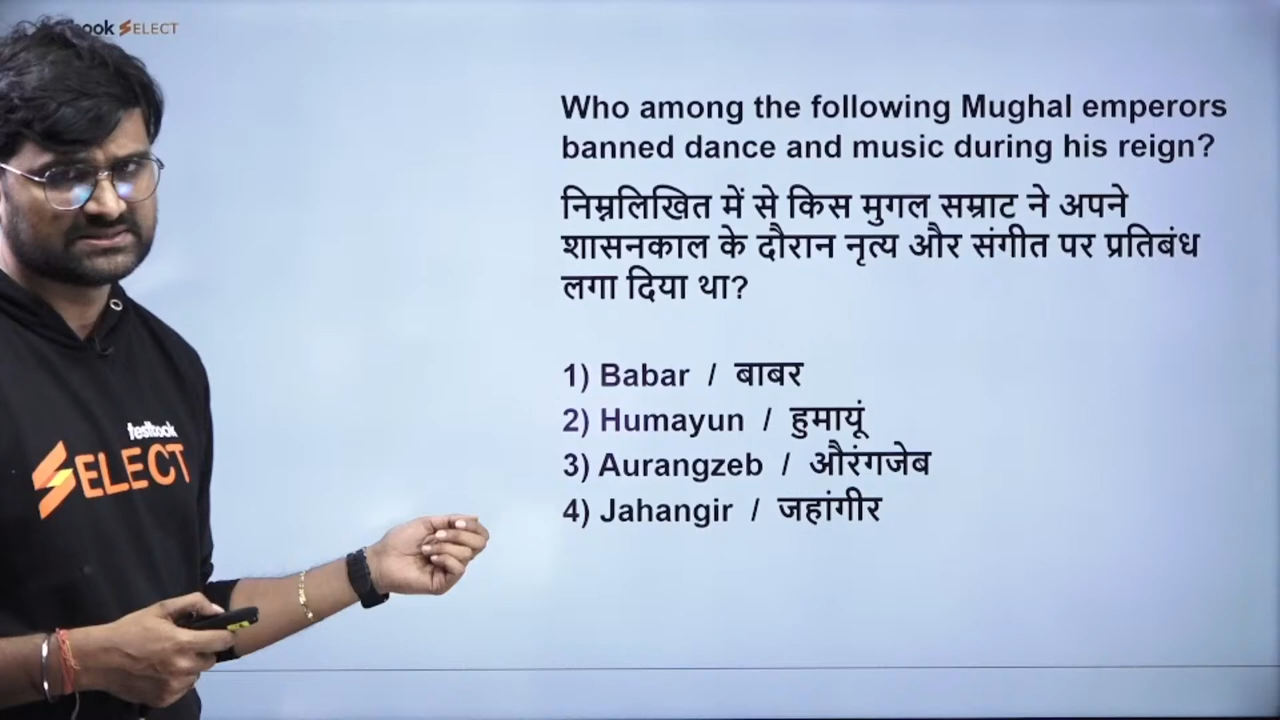 ook SELECT
Who among the following Mughal emperors
banned dance and music during his reign?
निम्नलिखित में से किस मुगल सम्राट ने अपने
शासनकाल के दौरान नृत्य और संगीत पर प्रतिबंध
लगा दिया था?
1) Babar / बाबर
2) Humayun / हुमायूं
3) Aurangzeb / औरंगजेब
4) Jahangir / जहांगीर
testbook
SELECT